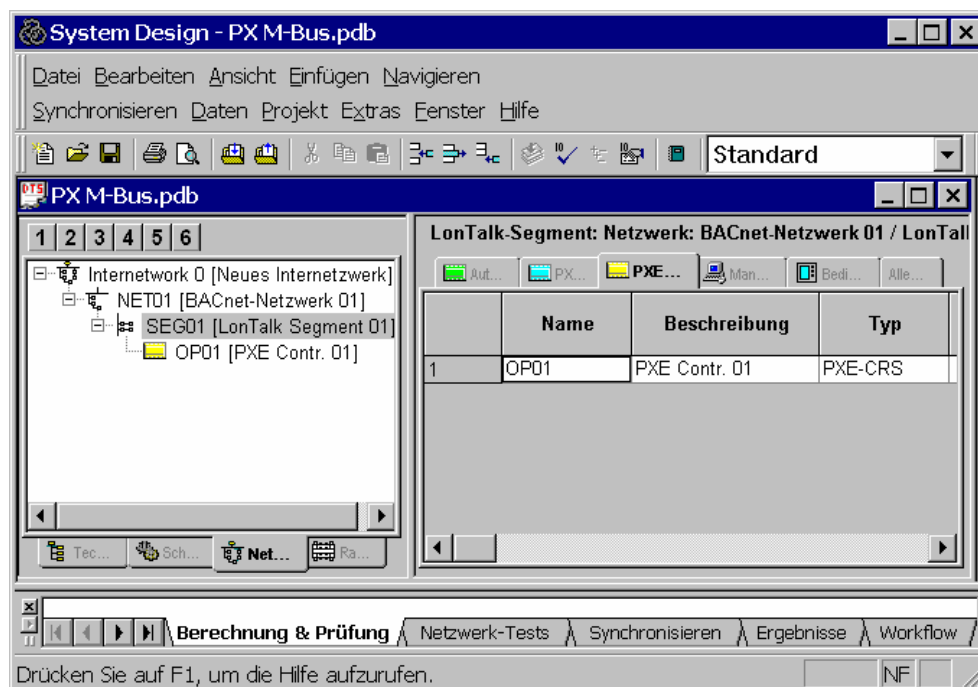 System Design - PX M-Bus.pdb
Datei Bearbeiten Ansicht Einfügen Navigieren
Synchronisieren Daten Projekt Extras Fenster Hilfe
Standard
PX M-Bus.pdb
1 2 3 4 5 6
Internetwork 0 [Neues Internetzwerk]
NET01 [BACnet-Netzwerk 01]
SEG01 [LonTalk Segment 01]
OP01 [PXE Contr. 01]
Tec... Sch... Net... Ra...
LonTalk-Segment: Netzwerk: BACnet-Netzwerk 01 / LonTall
Aut... PX... PXE... Man... Bedi... Alle...
Name Beschreibung Typ
1 OP01 PXE Contr. 01 PXE-CRS
Berechnung & Prüfung Netzwerk-Tests Synchronisieren Ergebnisse Workflow
Drücken Sie auf F1, um die Hilfe aufzurufen. NF